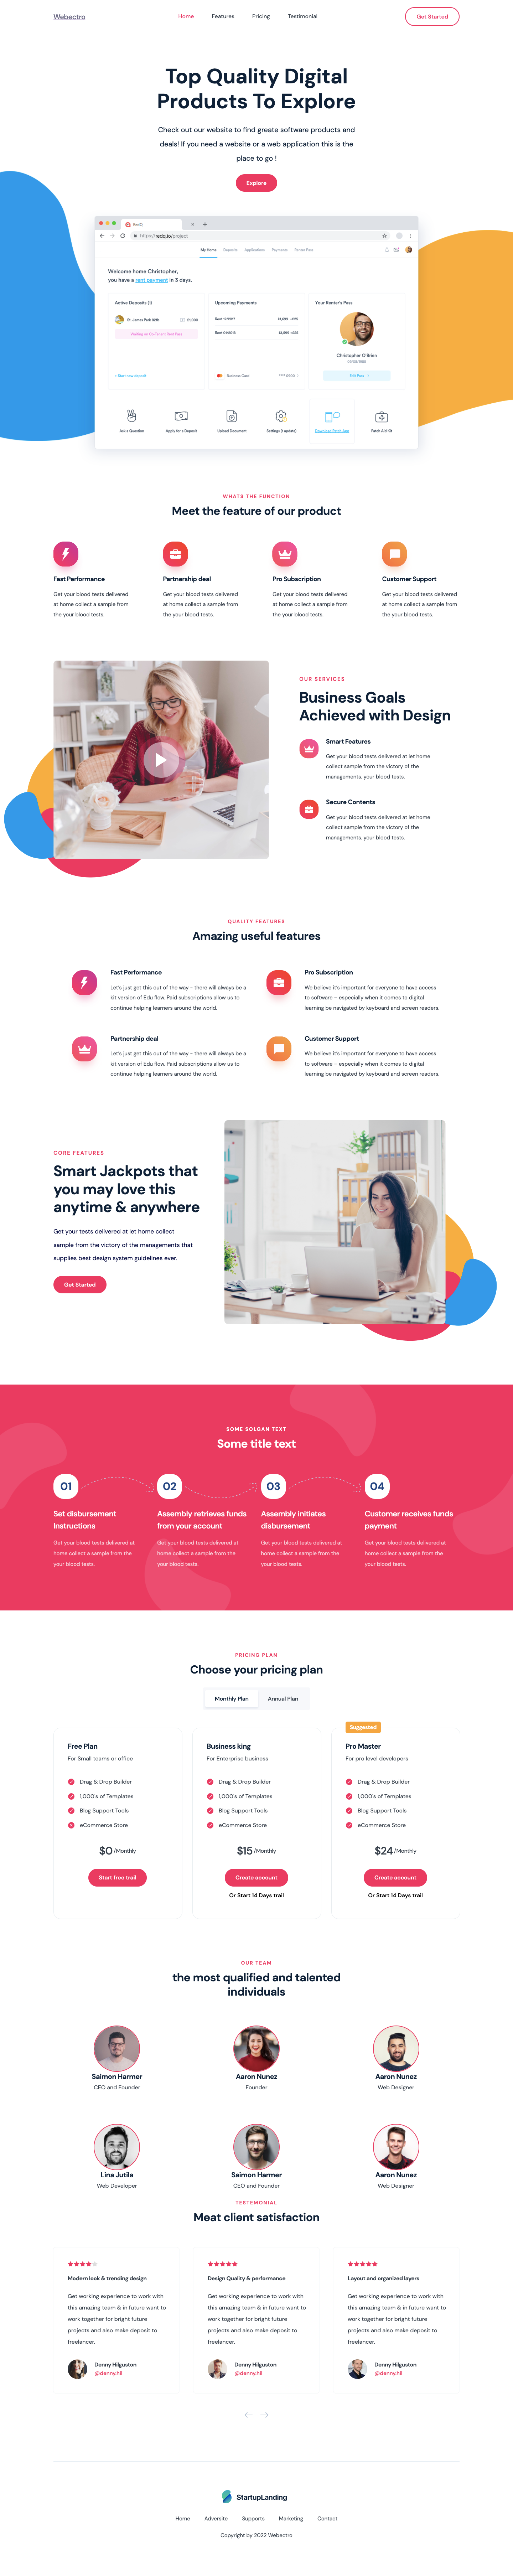 Webectro
Home Features Pricing Testimonial
Get Started
Top Quality Digital
Products To Explore
Check out our website to find greate software products and
deals! If you need a website or a web application this is the
place to go !
Explore
RedQ
https://redq.io/project
My Home Deposits Applications Payments Renter Pass
Welcome home Christopher,
you have a rent payment in 3 days.
Active Deposits (1)
St. James Park B21b £1,000
Upcoming Payments
Rent 12/2017 £1,899 +£25
Rent 01/2018 £1,899 +£25
Business Card **** 0900
Your Renter's Pass
Christopher O'Brien
Edit Pass
+ Start new deposit
Ask a Question
Apply for a Deposit
Upload Document
Settings (1 update)
Fetch Aid Kit
WHATS THE FUNCTION
Meet the feature of our product
Fast Performance
Get your blood tests delivered
at home collect a sample from
the your blood tests.
Partnership deal
Get your blood tests delivered
at home collect a sample from
the your blood tests.
Pro Subscription
Get your blood tests delivered
at home collect a sample from
the your blood tests.
Customer Support
Get your blood tests delivered
at home collect a sample from
the your blood tests.
OUR SERVICES
Business Goals
Achieved with Design
Smart Features
Get your blood tests delivered at let home
collect sample from the victory of the
managements. your blood tests.
Secure Contents
Get your blood tests delivered at let home
collect sample from the victory of the
managements. your blood tests.
QUALITY FEATURES
Amazing useful features
Fast Performance
Let's just get this out of the way - there will always be a
kit version of Edu flow. Paid subscriptions allow us to
continue helping learners around the world.
Pro Subscription
We believe it's important for everyone to have access
to software – especially when it comes to digital
learning be navigated by keyboard and screen readers.
Partnership deal
Let's just get this out of the way - there will always be a
kit version of Edu flow. Paid subscriptions allow us to
continue helping learners around the world.
Customer Support
We believe it's important for everyone to have access
to software – especially when it comes to digital
learning be navigated by keyboard and screen readers.
CORE FEATURES
Smart Jackpots that
you may love this
anytime & anywhere
Get your tests delivered at let home collect
sample from the victory of the managements that
supplies best design system guidelines ever.
Get Started
SOME SOLGAN TEXT
Some title text
01
Set disbursement
Instructions
Get your blood tests delivered at
home collect a sample from the
your blood tests.
02
Assembly retrieves funds
from your account
Get your blood tests delivered at
home collect a sample from the
your blood tests.
03
Assembly initiates
disbursement
Get your blood tests delivered at
home collect a sample from the
your blood tests.
04
Customer receives funds
payment
Get your blood tests delivered at
home collect a sample from the
your blood tests.
PRICING PLAN
Choose your pricing plan
Monthly Plan Annual Plan
Free Plan
For Small teams or office
Drag & Drop Builder
1,000's of Templates
Blog Support Tools
eCommerce Store
$0 /Monthly
Start free trail
Business king
For Enterprise business
Drag & Drop Builder
1,000's of Templates
Blog Support Tools
eCommerce Store
$15 /Monthly
Create account
Or Start 14 Days trail
Suggested
Pro Master
For pro level developers
Drag & Drop Builder
1,000's of Templates
Blog Support Tools
eCommerce Store
$24 /Monthly
Create account
Or Start 14 Days trail
OUR TEAM
the most qualified and talented
individuals
Saimon Harmer
CEO and Founder
Aaron Nunez
Founder
Aaron Nunez
Web Designer
Lina Jutila
Web Developer
Saimon Harmer
CEO and Founder
Aaron Nunez
Web Designer
TESTEMONIAL
Meat client satisfaction
Modern look & trending design
Get working experience to work with
this amazing team & in future want to
work together for bright future
projects and also make deposit to
freelancer.
Denny Hilguston
@denny.hil
Design Quality & performance
Get working experience to work with
this amazing team & in future want to
work together for bright future
projects and also make deposit to
freelancer.
Denny Hilguston
@denny.hil
Layout and organized layers
Get working experience to work with
this amazing team & in future want to
work together for bright future
projects and also make deposit to
freelancer.
Denny Hilguston
@denny.hil
StartupLanding
Home Adversite Supports Marketing Contact
Copyright by 2022 Webectro